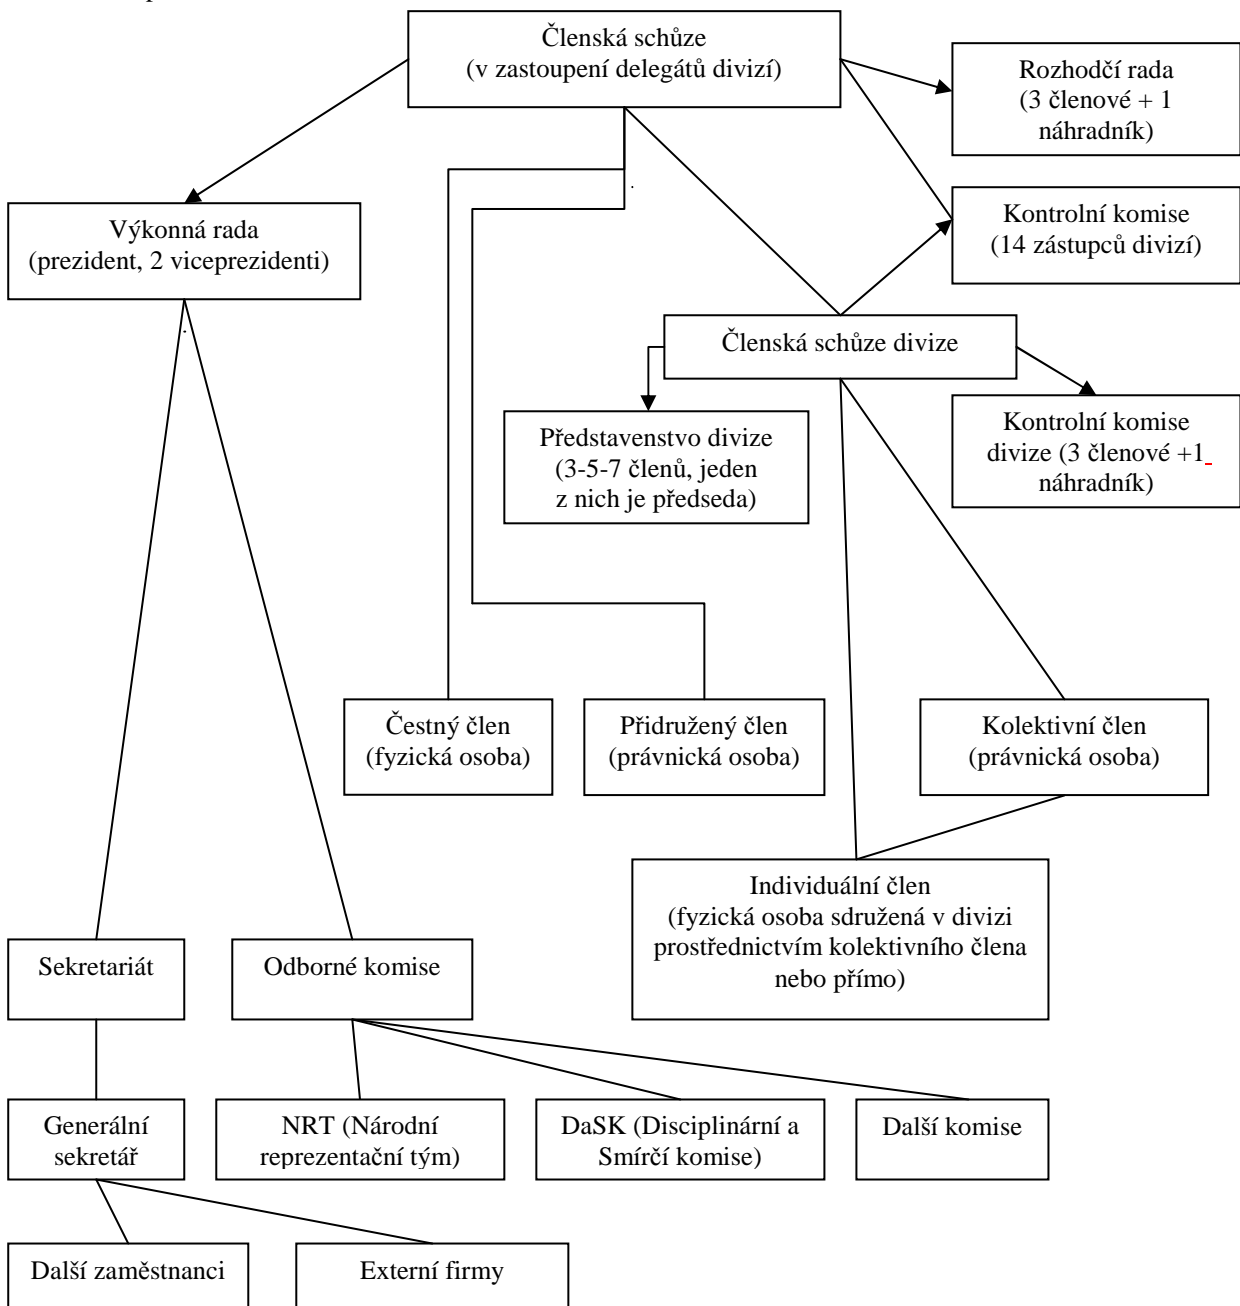 Členská schůze
(v zastoupení delegátů divizí)
Rozhodčí rada
(3 členové + 1
náhradník)
Výkonná rada
(prezident, 2 viceprezidenti)
Kontrolní komise
(14 zástupců divizí)
Členská schůze divize
Představenstvo divize
(3-5-7 členů, jeden
z nich je předseda)
Kontrolní komise
divize (3 členové +1
náhradník)
Čestný člen
(fyzická osoba)
Přidružený člen
(právnická osoba)
Kolektivní člen
(právnická osoba)
Individuální člen
(fyzická osoba sdružená v divizi
prostřednictvím kolektivního člena
nebo přímo)
Sekretariát
Odborné komise
Generální
sekretář
NRT (Národní
reprezentační tým)
DaSK (Disciplinární a
Smírčí komise)
Další komise
Další zaměstnanci
Externí firmy